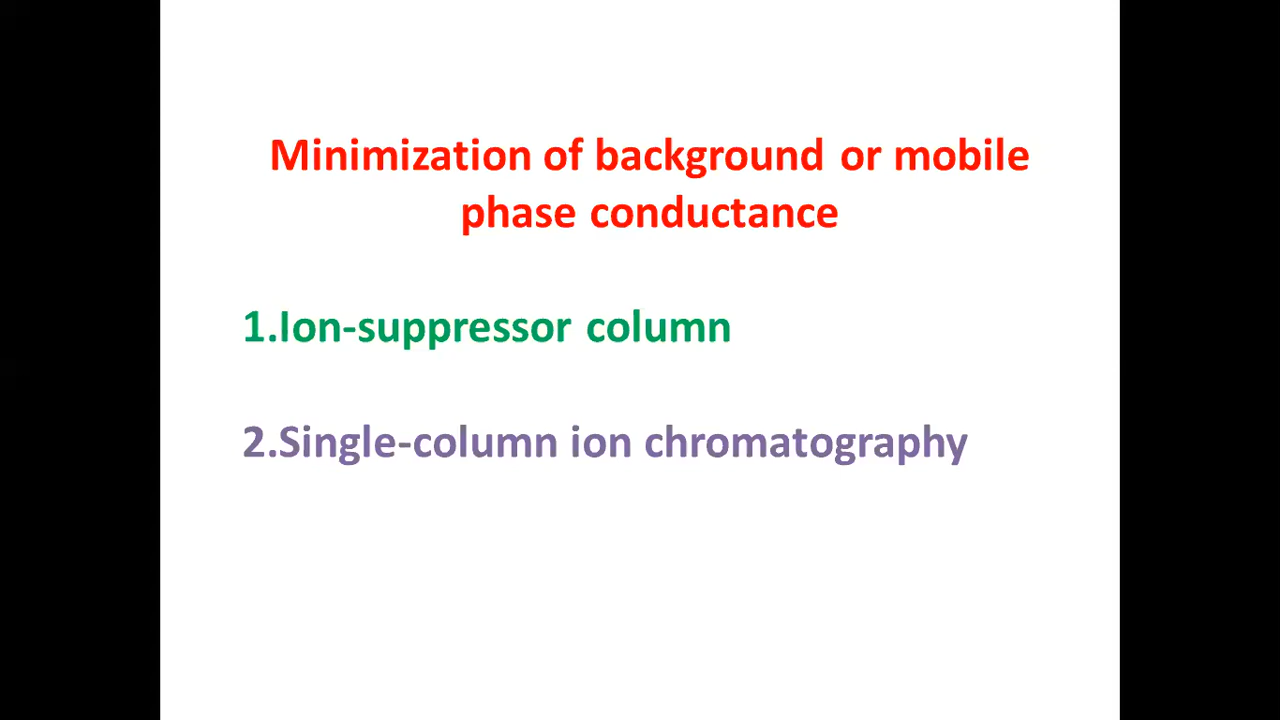 Minimization of background or mobile
phase conductance
1.Ion-suppressor column
2.Single-column ion chromatography